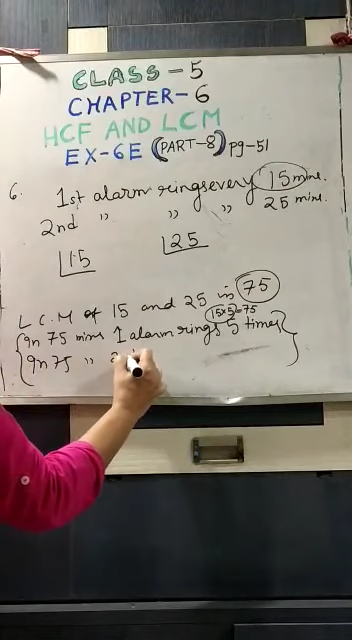 CLASS-5
CHAPTER-6
HCF AND LCM
EX-6E (PART-8) pg-51
6. 1st alarm rings every 15 mins.
2nd " " " 25 mins.
15 25
L.C.M of 15 and 25 is 75
15x5=75
In 75 mins 1 alarm rings 5 times
In 75 "